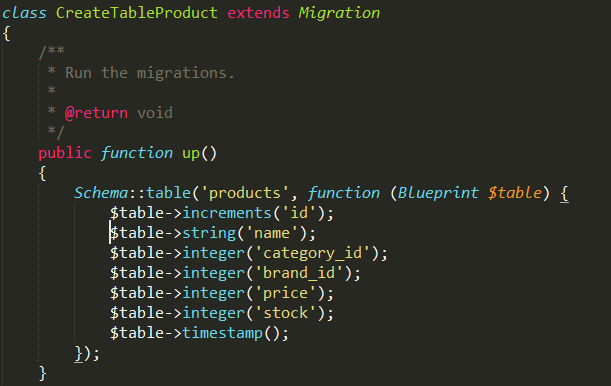 class CreateTableProduct extends Migration
{
    /**
     * Run the migrations.
     *
     * @return void
     */
    public function up()
    {
        Schema::table('products', function (Blueprint $table) {
            $table->increments('id');
            $table->string('name');
            $table->integer('category_id');
            $table->integer('brand_id');
            $table->integer('price');
            $table->integer('stock');
            $table->timestamp();
        });
    }